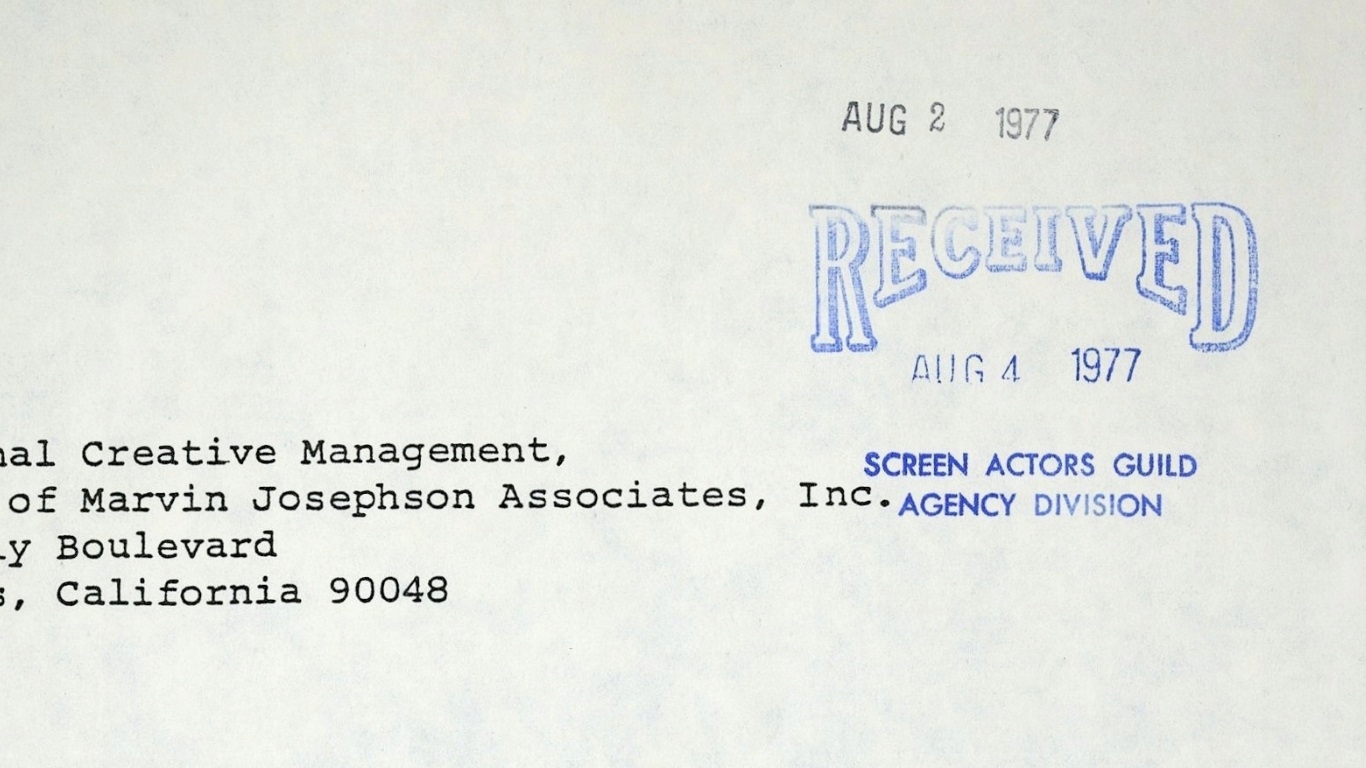 AUG 2 1977
RECEIVED
AUG 4 1977
SCREEN ACTORS GUILD
AGENCY DIVISION
nal Creative Management,
of Marvin Josephson Associates, Inc.
ly Boulevard
s, California 90048